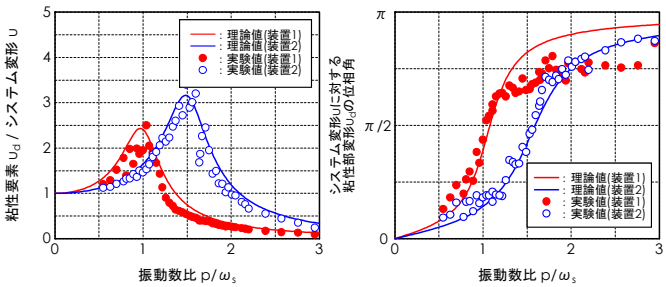 粘性要素 u_d / システム変形 u
5
4
3
2
1
0
: 理論値(装置1)
: 理論値(装置2)
: 実験値(装置1)
: 実験値(装置2)
0 1 2 3
振動数比 p/ω_s
システム変形uに対する
粘性部変形u_dの位相角
π
π/2
0
: 理論値(装置1)
: 理論値(装置2)
: 実験値(装置1)
: 実験値(装置2)
0 1 2 3
振動数比 p/ω_s